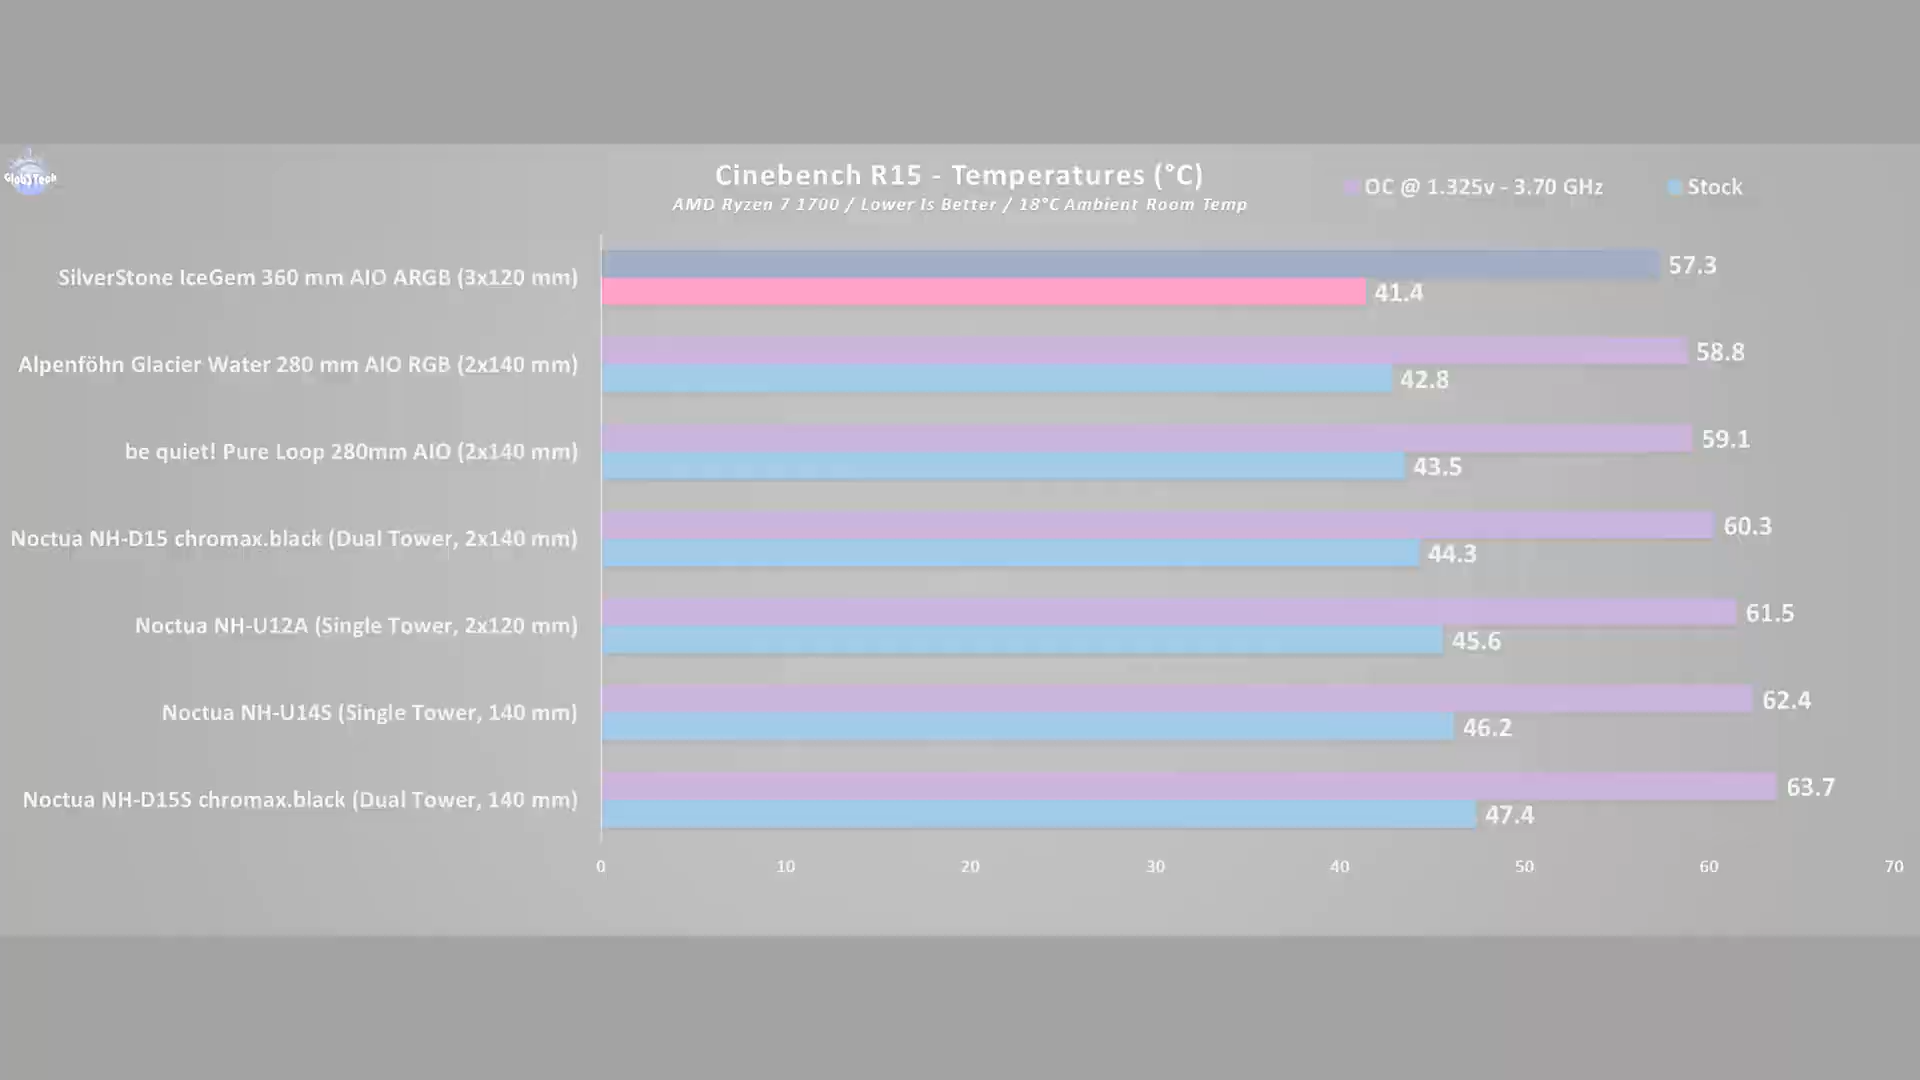 GlobyTech
Cinebench R15 - Temperatures (°C)
AMD Ryzen 7 1700 / Lower Is Better / 18°C Ambient Room Temp
OC @ 1.325v - 3.70 GHz
Stock
SilverStone IceGem 360 mm AIO ARGB (3x120 mm)
57.3
41.4
Alpenföhn Glacier Water 280 mm AIO RGB (2x140 mm)
58.8
42.8
be quiet! Pure Loop 280mm AIO (2x140 mm)
59.1
43.5
Noctua NH-D15 chromax.black (Dual Tower, 2x140 mm)
60.3
44.3
Noctua NH-U12A (Single Tower, 2x120 mm)
61.5
45.6
Noctua NH-U14S (Single Tower, 140 mm)
62.4
46.2
Noctua NH-D15S chromax.black (Dual Tower, 140 mm)
63.7
47.4
0 10 20 30 40 50 60 70